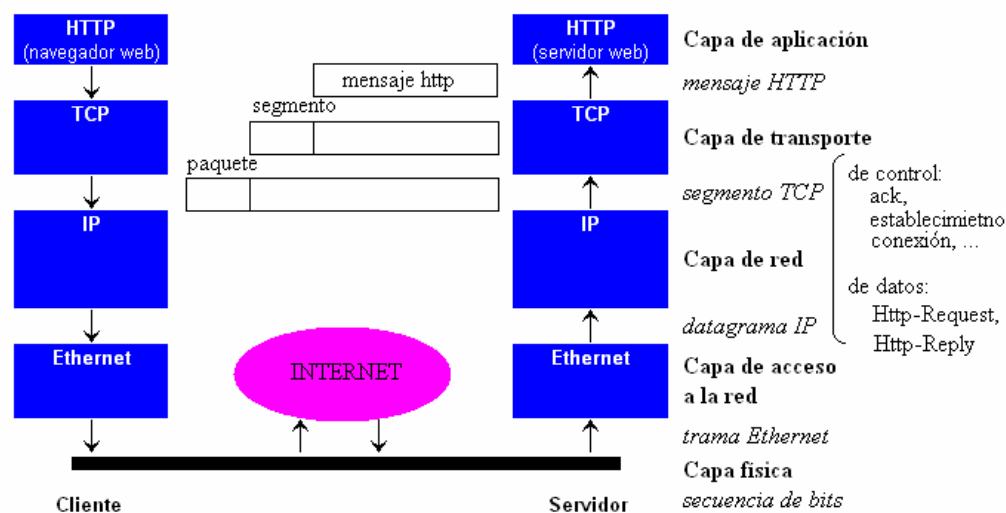 HTTP
(navegador web)
TCP
IP
Ethernet
Cliente
mensaje http
segmento
paquete
INTERNET
HTTP
(servidor web)
TCP
IP
Ethernet
Servidor
Capa de aplicación
mensaje HTTP
Capa de transporte
segmento TCP
Capa de red
datagrama IP
Capa de acceso
a la red
trama Ethernet
Capa física
secuencia de bits
de control:
ack,
establecimietno
conexión, ...
de datos:
Http-Request,
Http-Reply